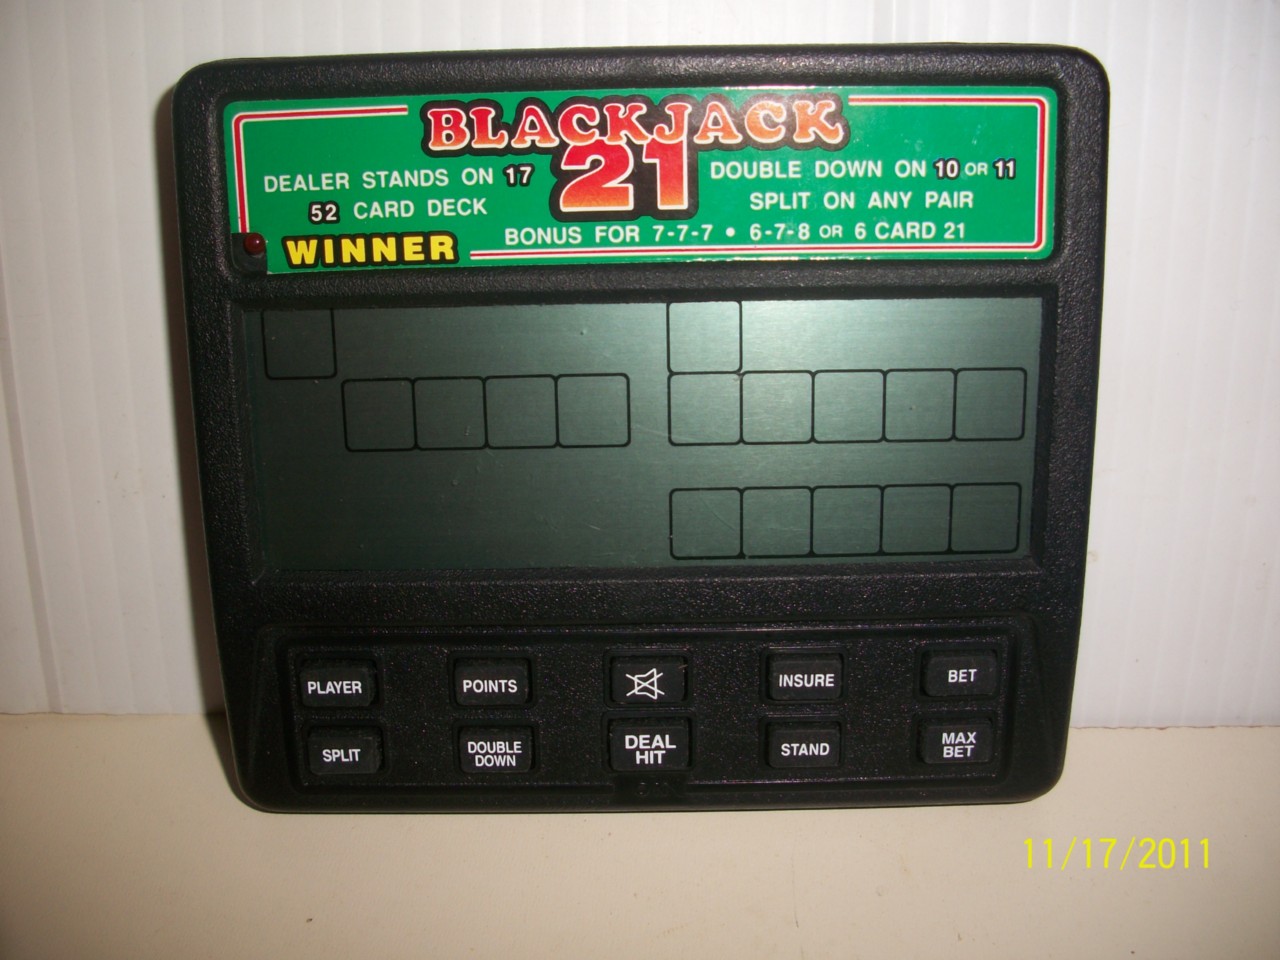 BLACKJACK
21
DEALER STANDS ON 17
52 CARD DECK
WINNER
DOUBLE DOWN ON 10 OR 11
SPLIT ON ANY PAIR
BONUS FOR 7-7-7 • 6-7-8 OR 6 CARD 21
PLAYER
POINTS
INSURE
BET
SPLIT
DOUBLE
DOWN
DEAL
HIT
STAND
MAX
BET
11/17/2011